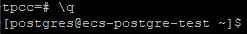 tpcc=# \q
[postgres@ecs-postgre-test ~]$